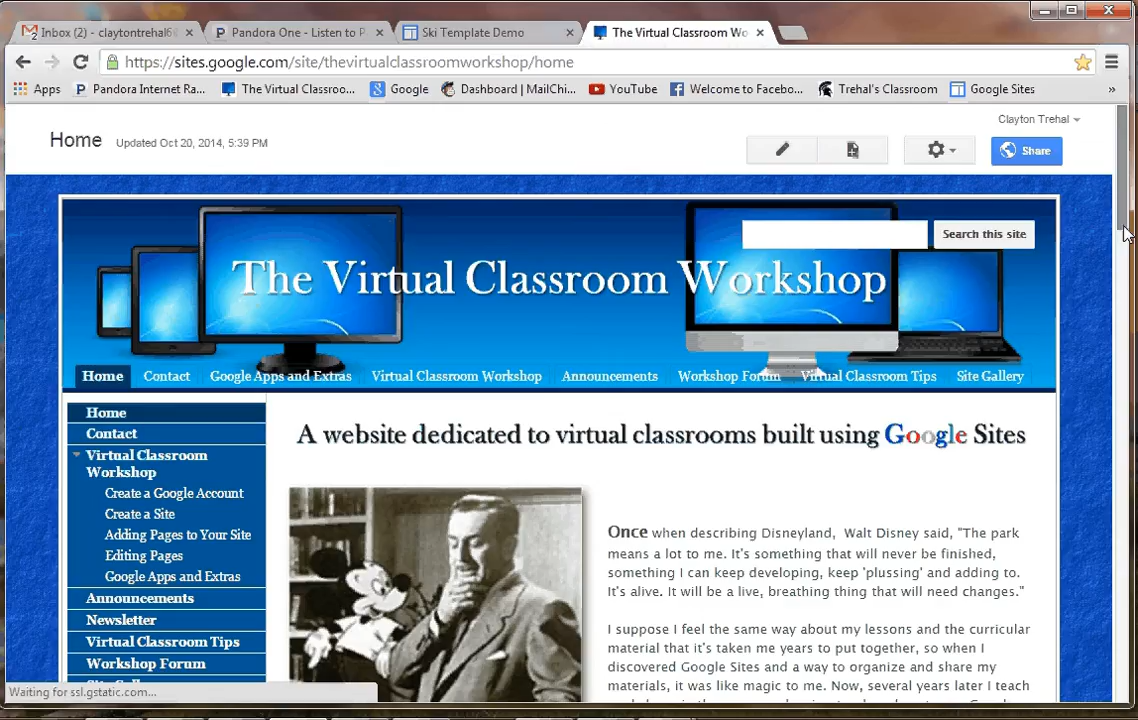 Inbox (2) - claytontrehal6
Pandora One - Listen to P
Ski Template Demo
The Virtual Classroom Wo
https://sites.google.com/site/thevirtualclassroomworkshop/home
Apps
Pandora Internet Ra...
The Virtual Classroo...
Google
Dashboard | MailChi...
YouTube
Welcome to Facebo...
Trehal's Classroom
Google Sites
»
Clayton Trehal
Home
Updated Oct 20, 2014, 5:39 PM
Share
Search this site
The Virtual Classroom Workshop
Home
Contact
Google Apps and Extras
Virtual Classroom Workshop
Announcements
Workshop Forum
Virtual Classroom Tips
Site Gallery
Home
Contact
Virtual Classroom
Workshop
Create a Google Account
Create a Site
Adding Pages to Your Site
Editing Pages
Google Apps and Extras
Announcements
Newsletter
Virtual Classroom Tips
Workshop Forum
A website dedicated to virtual classrooms built using Google Sites
Once when describing Disneyland, Walt Disney said, "The park
means a lot to me. It's something that will never be finished,
something I can keep developing, keep 'plussing' and adding to.
It's alive. It will be a live, breathing thing that will need changes."
I suppose I feel the same way about my lessons and the curricular
material that it's taken me years to put together, so when I
discovered Google Sites and a way to organize and share my
materials, it was like magic to me. Now, several years later I teach
Waiting for ssl.gstatic.com...